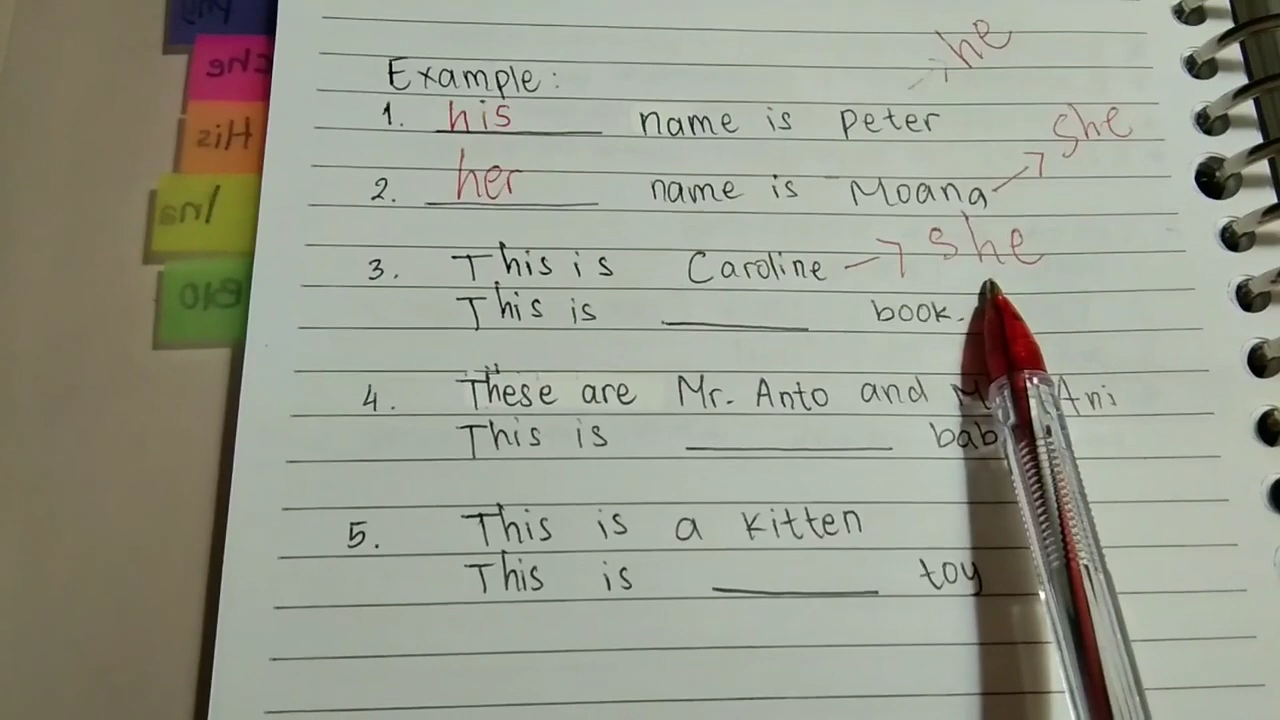 he
Example:
1. his name is Peter
she
2. her name is Moana
3. This is Caroline she
This is book.
4. These are Mr. Anto and Ani
This is
5. This is a kitten
This is toy